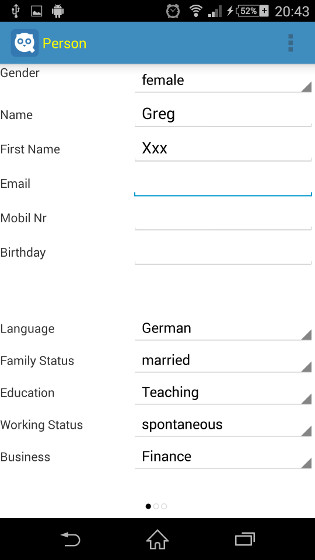 52% 20:43
Person
Gender female
Name Greg
First Name Xxx
Email
Mobil Nr
Birthday
Language German
Family Status married
Education Teaching
Working Status spontaneous
Business Finance